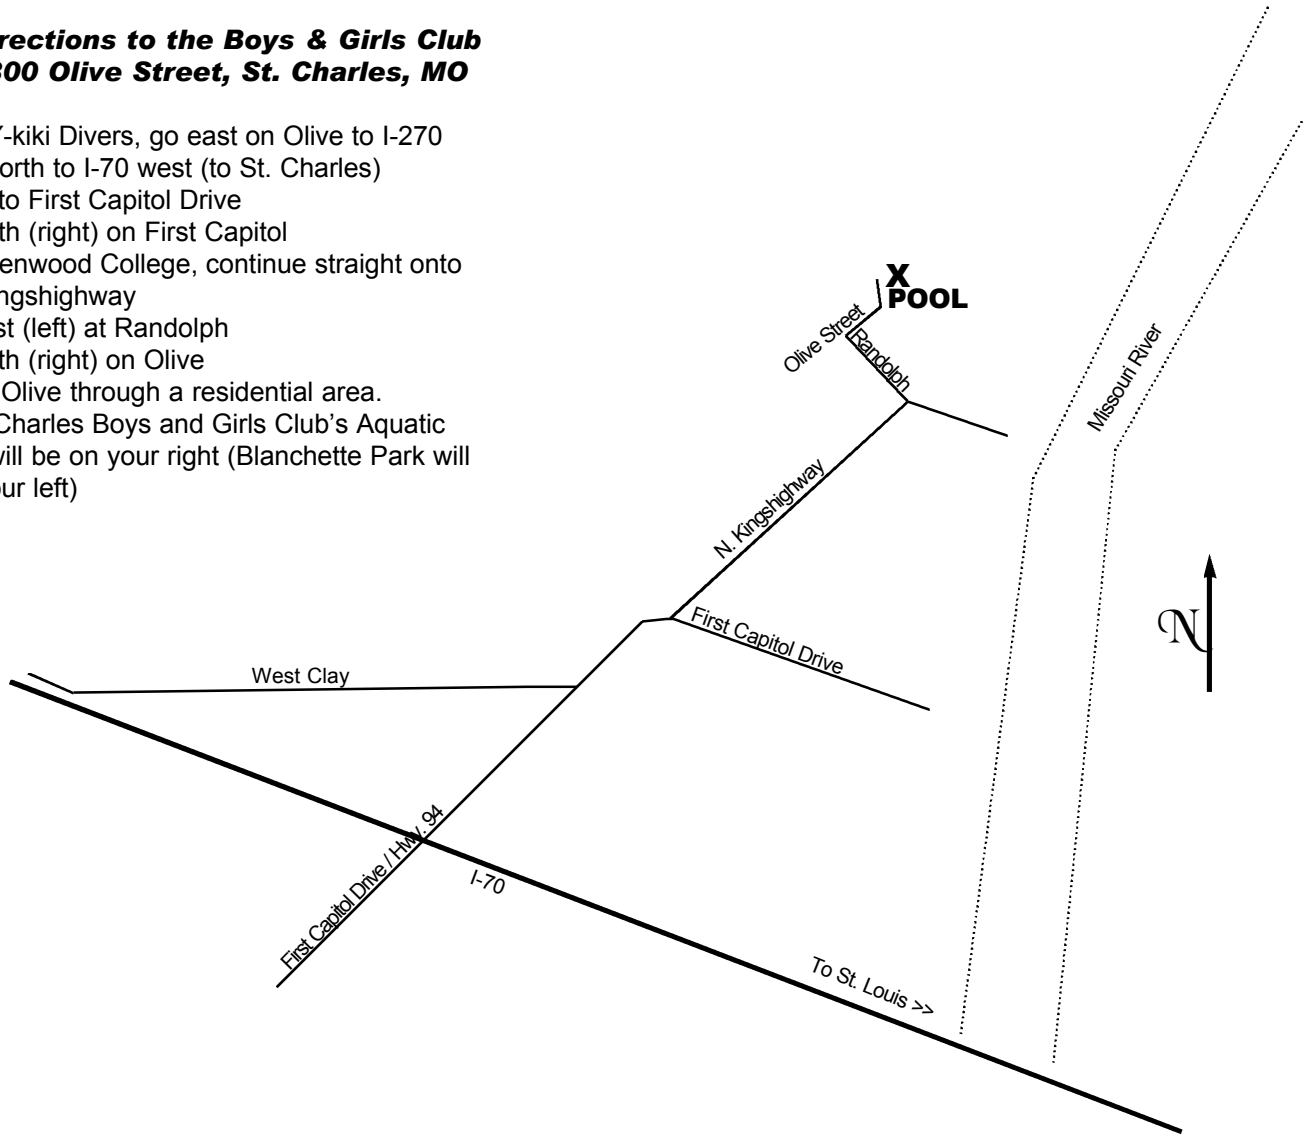 rections to the Boys & Girls Club
300 Olive Street, St. Charles, MO
Y-kiki Divers, go east on Olive to I-270
orth to I-70 west (to St. Charles)
to First Capitol Drive
th (right) on First Capitol
enwood College, continue straight onto
ngshighway
st (left) at Randolph
th (right) on Olive
Olive through a residential area.
Charles Boys and Girls Club's Aquatic
will be on your right (Blanchette Park will
ur left)
X
POOL
Olive Street
Randolph
Missouri River
N. Kingshighway
N
First Capitol Drive
West Clay
First Capitol Drive / Hwy. 94
I-70
To St. Louis >>